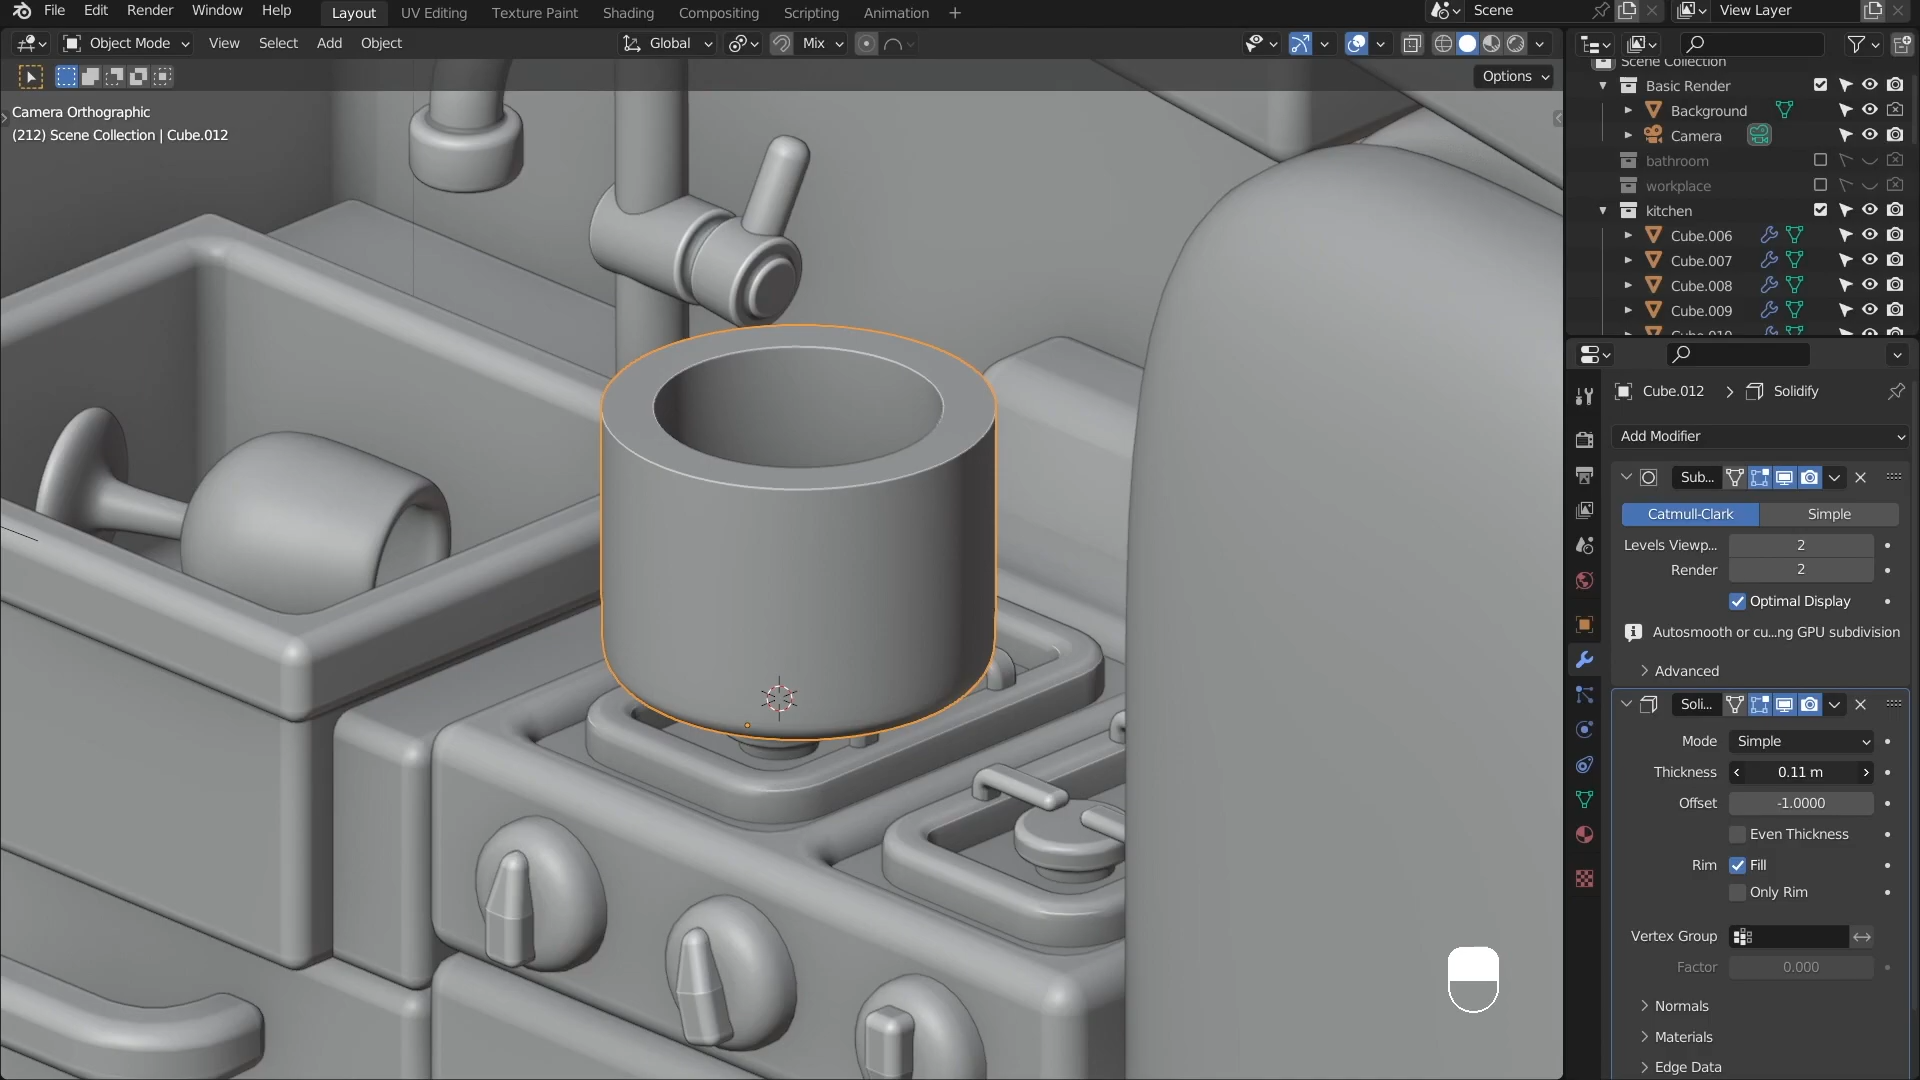 File Edit Render Window Help Layout UV Editing Texture Paint Shading Compositing Scripting Animation + Scene View Layer
Object Mode View Select Add Object Global Mix
Options
Camera Orthographic
(212) Scene Collection | Cube.012
Scene Collection
Basic Render
Background
Camera
bathroom
workplace
kitchen
Cube.006
Cube.007
Cube.008
Cube.009
Cube.010
Cube.012 > Solidify
Add Modifier
Sub...
Catmull-Clark Simple
Levels Viewp... 2
Render 2
Optimal Display
Autosmooth or cu...ng GPU subdivision
Advanced
Soli...
Mode Simple
Thickness 0.11 m
Offset -1.0000
Even Thickness
Rim Fill
Only Rim
Vertex Group
Factor 0.000
Normals
Materials
Edge Data